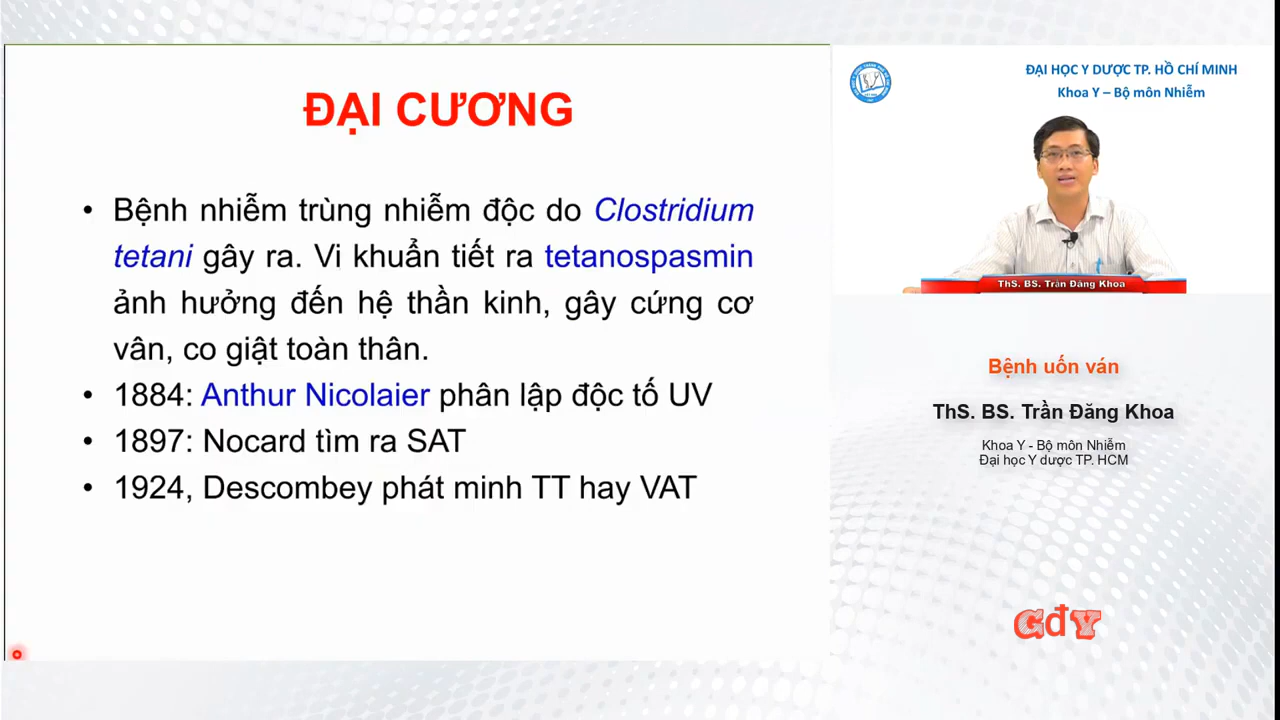 ĐẠI CƯƠNG
• Bệnh nhiễm trùng nhiễm độc do Clostridium
tetani gây ra. Vi khuẩn tiết ra tetanospasmin
ảnh hưởng đến hệ thần kinh, gây cứng cơ
vân, co giật toàn thân.
• 1884: Anthur Nicolaier phân lập độc tố UV
• 1897: Nocard tìm ra SAT
• 1924, Descombey phát minh TT hay VAT
ĐẠI HỌC Y DƯỢC TP. HỒ CHÍ MINH
Khoa Y – Bộ môn Nhiễm
ThS. BS. Trần Đăng Khoa
Bệnh uốn ván
ThS. BS. Trần Đăng Khoa
Khoa Y - Bộ môn Nhiễm
Đại học Y dược TP. HCM
GđY